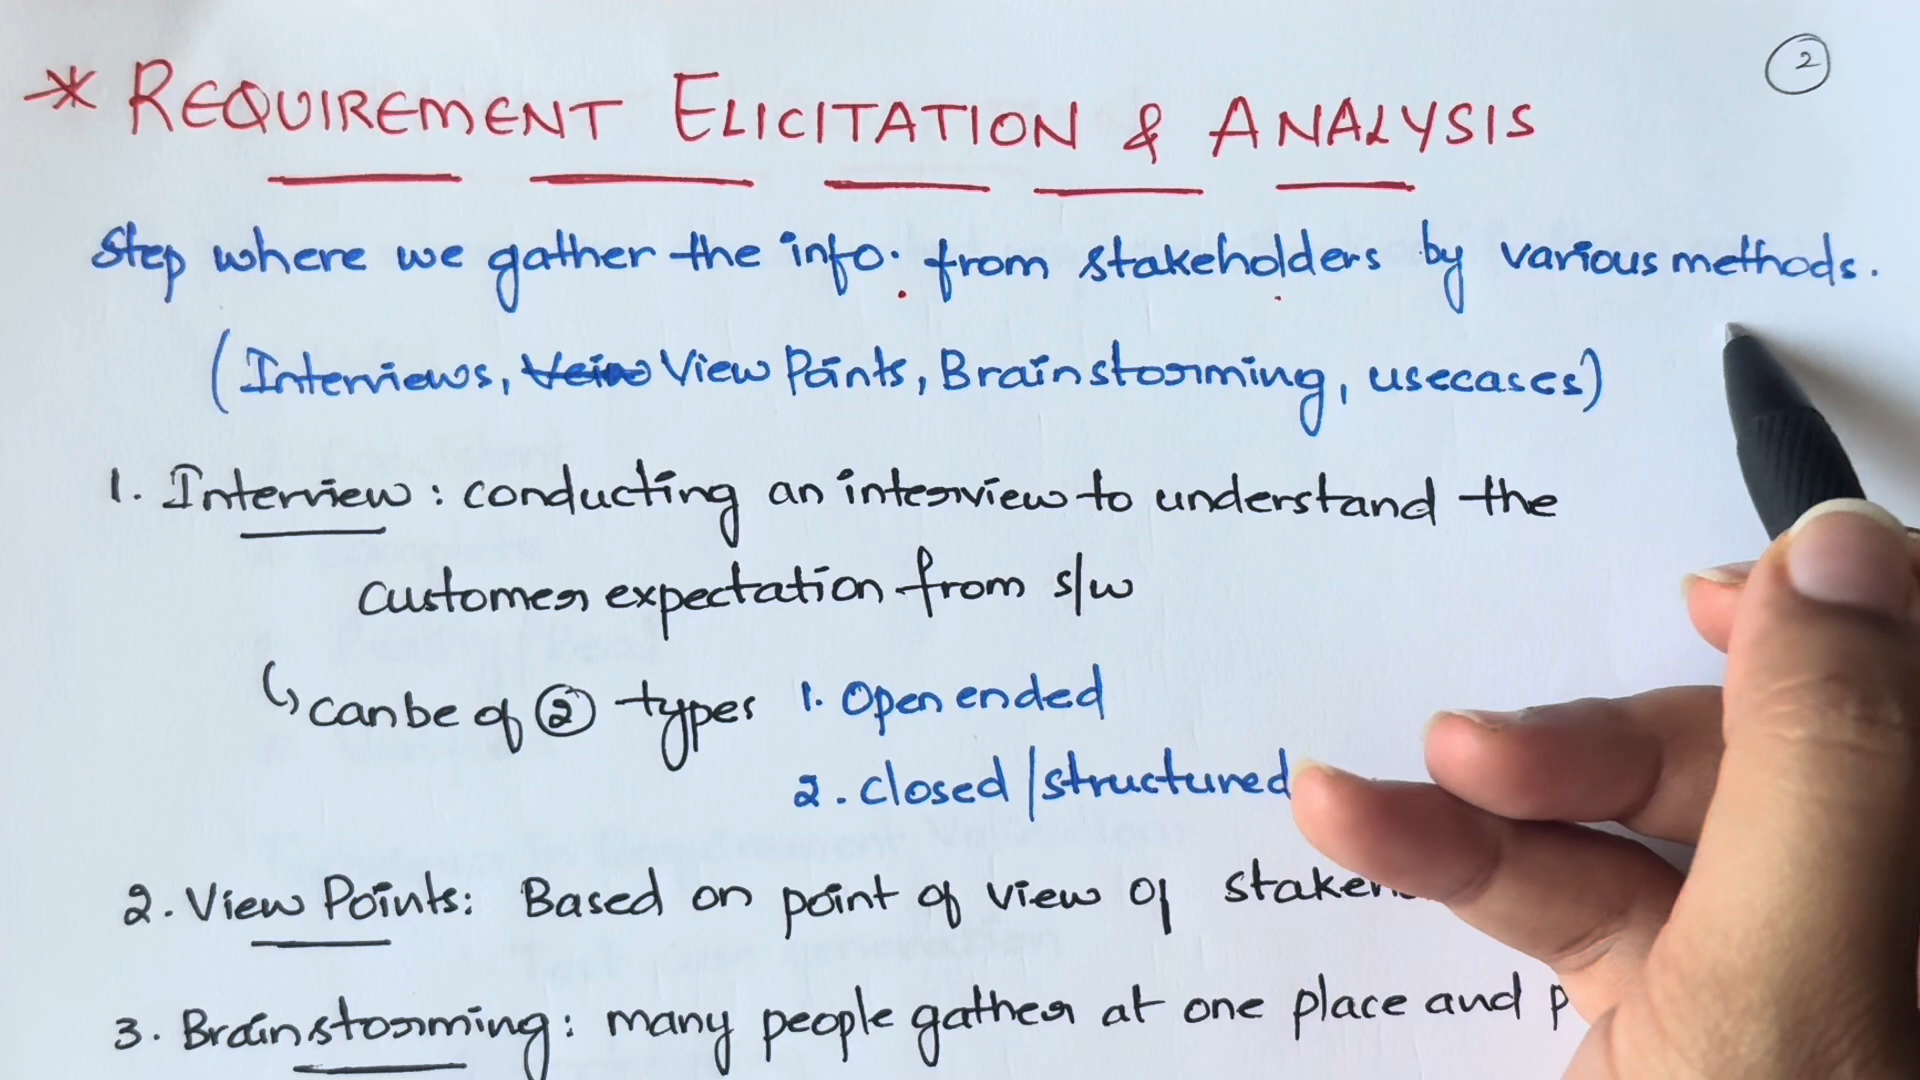 2
* REQUIREMENT ELICITATION & ANALYSIS
Step where we gather the info. from stakeholders by various methods.
(Interviews, View Points, Brainstorming, usecases)
1. Interview: conducting an interview to understand the
customer expectation from s/w
↳ can be of ② types 1. Open ended
2. closed/structured
2. View Points: Based on point of view of
3. Brainstorming: many people gather at one place and